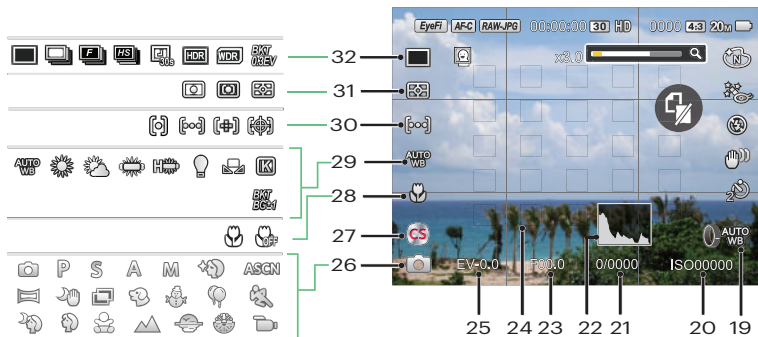 EyeFi AF-C RAW-JPG 00:00:00 30 HD 0000 4:3 20M
F HS 30s HDR WDR BKT 0.3EV 32 x3.0 N
31
30
AUTO WB H K 29 AUTO WB
BKT BG±1
OFF 28 2
27 CS AUTO WB
P S A M ASCN 26 EV-0.0 F00.0 0/0000 ISO00000
25 24 23 22 21 20 19